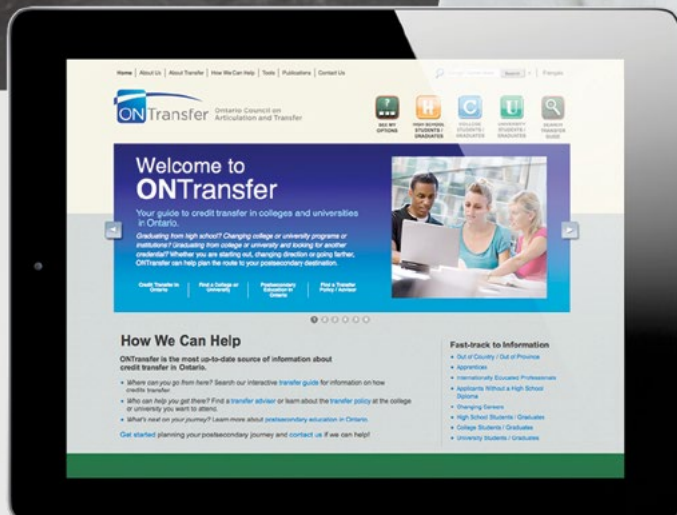 Home | About Us | About Transfer | How We Can Help | Tools | Publications | Contact Us
Search
Français
ONTransfer
Ontario Council on
Articulation and Transfer
SEE MY
OPTIONS
H
HIGH SCHOOL
STUDENTS /
GRADUATES
C
COLLEGE
STUDENTS /
GRADUATES
U
UNIVERSITY
STUDENTS /
GRADUATES
SEARCH
TRANSFER
GUIDE
Welcome to
ONTransfer
Your guide to credit transfer in colleges and universities
in Ontario.
Graduating from high school? Changing college or university programs or
institutions? Graduating from college or university and looking for another
credential? Whether you are starting out, changing direction or going farther,
ONTransfer can help plan the route to your postsecondary destination.
Credit Transfer in
Ontario
Find a College or
University
Postsecondary
Education in
Ontario
Find a Transfer
Policy / Advisor
How We Can Help
ONTransfer is the most up-to-date source of information about
credit transfer in Ontario.
• Where can you go from here? Search our interactive transfer guide for information on how
credits transfer.
• Who can help you get there? Find a transfer advisor or learn about the transfer policy at the college
or university you want to attend.
• What's next on your journey? Learn more about postsecondary education in Ontario.
Get started planning your postsecondary journey and contact us if we can help!
Fast-track to Information
• Out of Country / Out of Province
• Apprentices
• Internationally Educated Professionals
• Applicants Without a High School
Diploma
• Changing Careers
• High School Students / Graduates
• College Students / Graduates
• University Students / Graduates